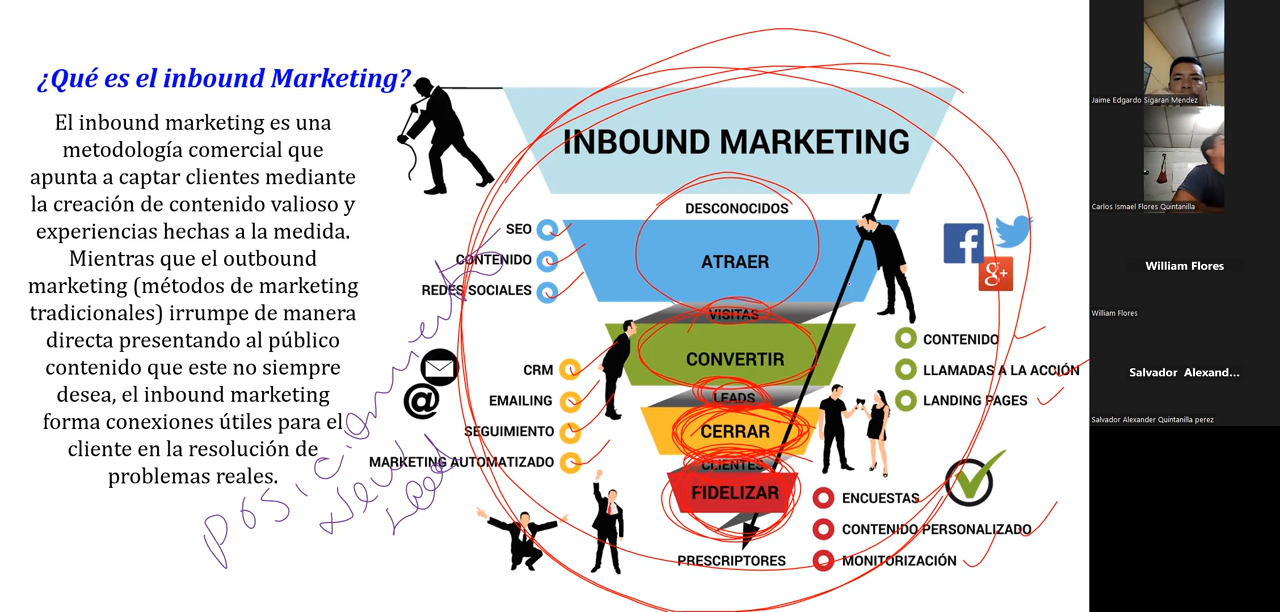 ¿Qué es el inbound Marketing?
El inbound marketing es una
metodología comercial que
apunta a captar clientes mediante
la creación de contenido valioso y
experiencias hechas a la medida.
Mientras que el outbound
marketing (métodos de marketing
tradicionales) irrumpe de manera
directa presentando al público
contenido que este no siempre
desea, el inbound marketing
forma conexiones útiles para el
cliente en la resolución de
problemas reales.
posicionamiento
Lead
INBOUND MARKETING
DESCONOCIDOS
SEO
CONTENIDO
REDES SOCIALES
ATRAER
f
g+
VISITAS
CONVERTIR
CONTENIDO
LLAMADAS A LA ACCIÓN
LANDING PAGES
LEADS
@
CRM
EMAILING
SEGUIMIENTO
MARKETING AUTOMATIZADO
CERRAR
CLIENTES
FIDELIZAR
ENCUESTAS
CONTENIDO PERSONALIZADO
MONITORIZACIÓN
PRESCRIPTORES
Jaime Edgardo Sigaran Mendez
Carlos Ismael Flores Quintanilla
William Flores
William Flores
Salvador Alexand...
Salvador Alexander Quintanilla perez